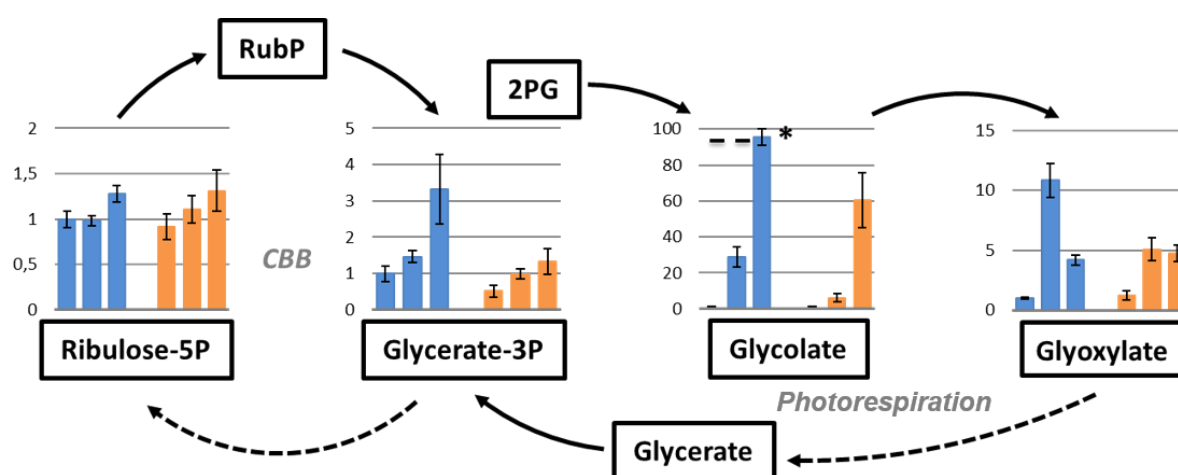 RubP
2PG
2
1,5
1
0,5
0
CBB
5
4
3
2
1
0
100
80
60
40
20
0
*
15
10
5
0
Ribulose-5P
Glycerate-3P
Glycolate
Glyoxylate
Photorespiration
Glycerate